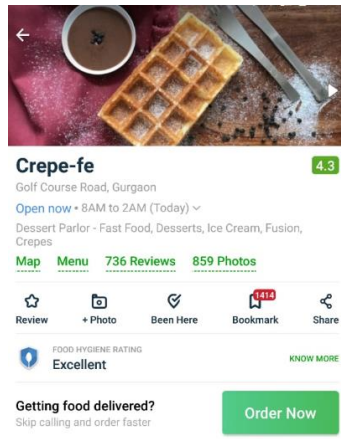 Crepe-fe
4.3
Golf Course Road, Gurgaon
Open now • 8AM to 2AM (Today)
Dessert Parlor - Fast Food, Desserts, Ice Cream, Fusion,
Crepes
Map Menu 736 Reviews 859 Photos
1414
Review + Photo Been Here Bookmark Share
FOOD HYGIENE RATING
Excellent
KNOW MORE
Getting food delivered?
Skip calling and order faster
Order Now